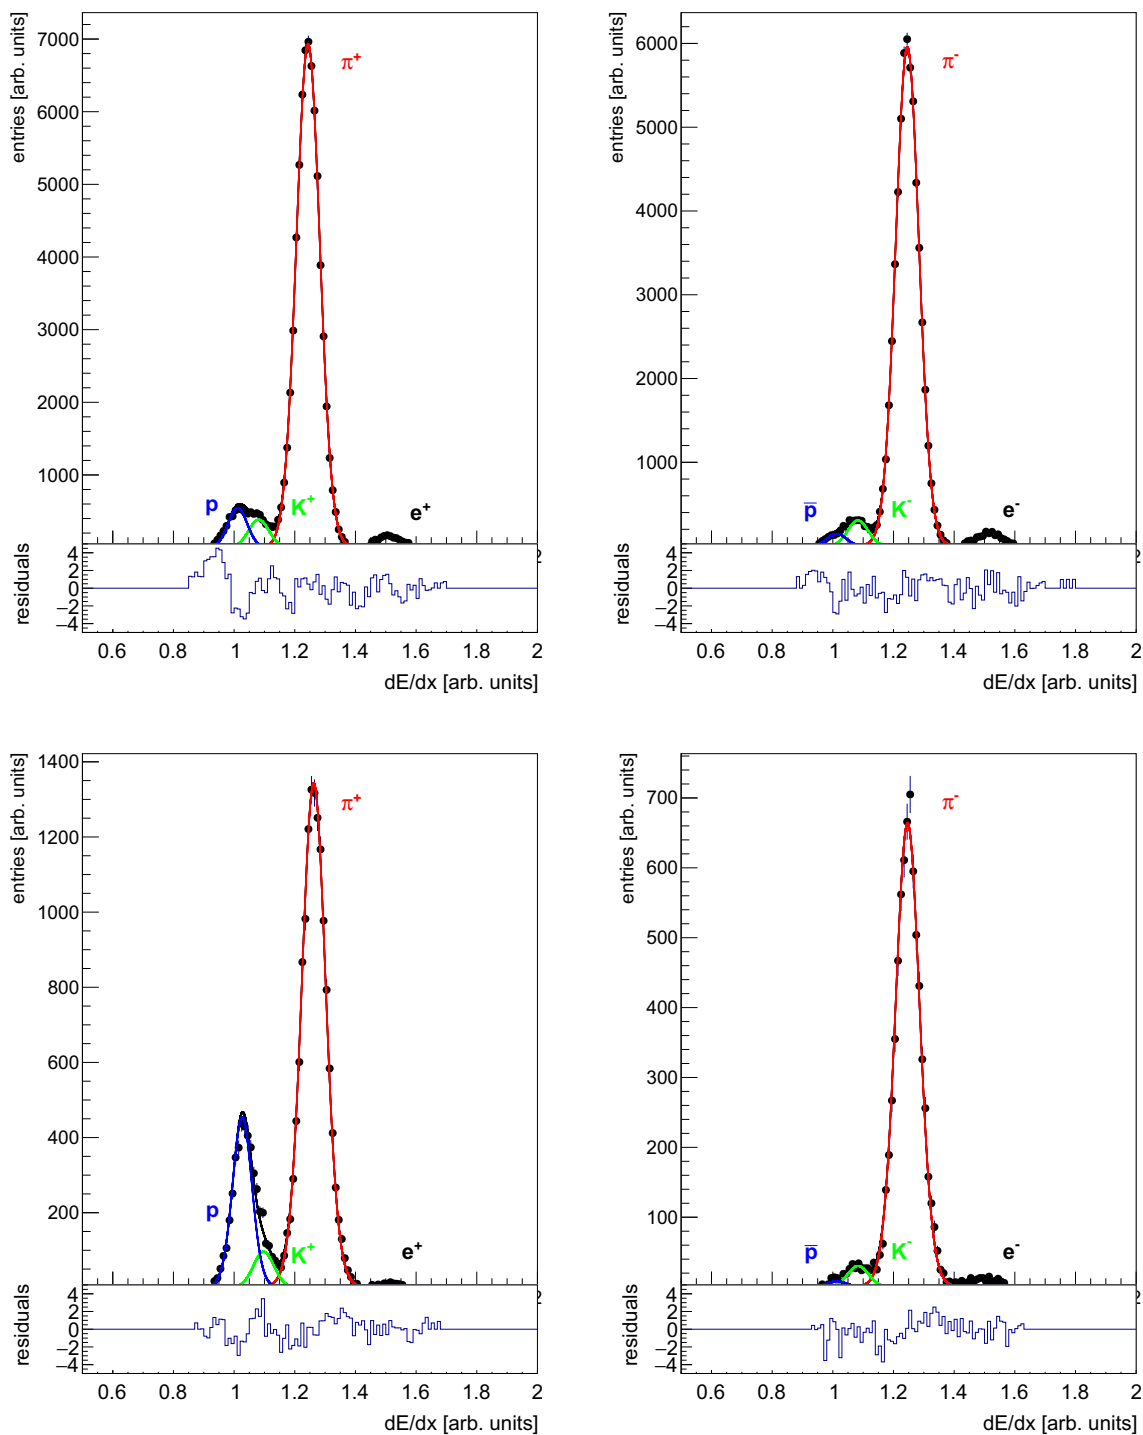 entries [arb. units]
7000
6000
5000
4000
3000
2000
1000
π+
p
K+
e+
2
residuals
4
2
0
−2
−4
0.6 0.8 1 1.2 1.4 1.6 1.8 2
dE/dx [arb. units]
entries [arb. units]
6000
5000
4000
3000
2000
1000
π-
p̅
K-
e-
2
residuals
4
2
0
−2
−4
0.6 0.8 1 1.2 1.4 1.6 1.8 2
dE/dx [arb. units]
entries [arb. units]
1400
1200
1000
800
600
400
200
π+
p
K+
e+
2
residuals
4
2
0
−2
−4
0.6 0.8 1 1.2 1.4 1.6 1.8 2
dE/dx [arb. units]
entries [arb. units]
700
600
500
400
300
200
100
π-
p̅
K-
e-
2
residuals
4
2
0
−2
−4
0.6 0.8 1 1.2 1.4 1.6 1.8 2
dE/dx [arb. units]